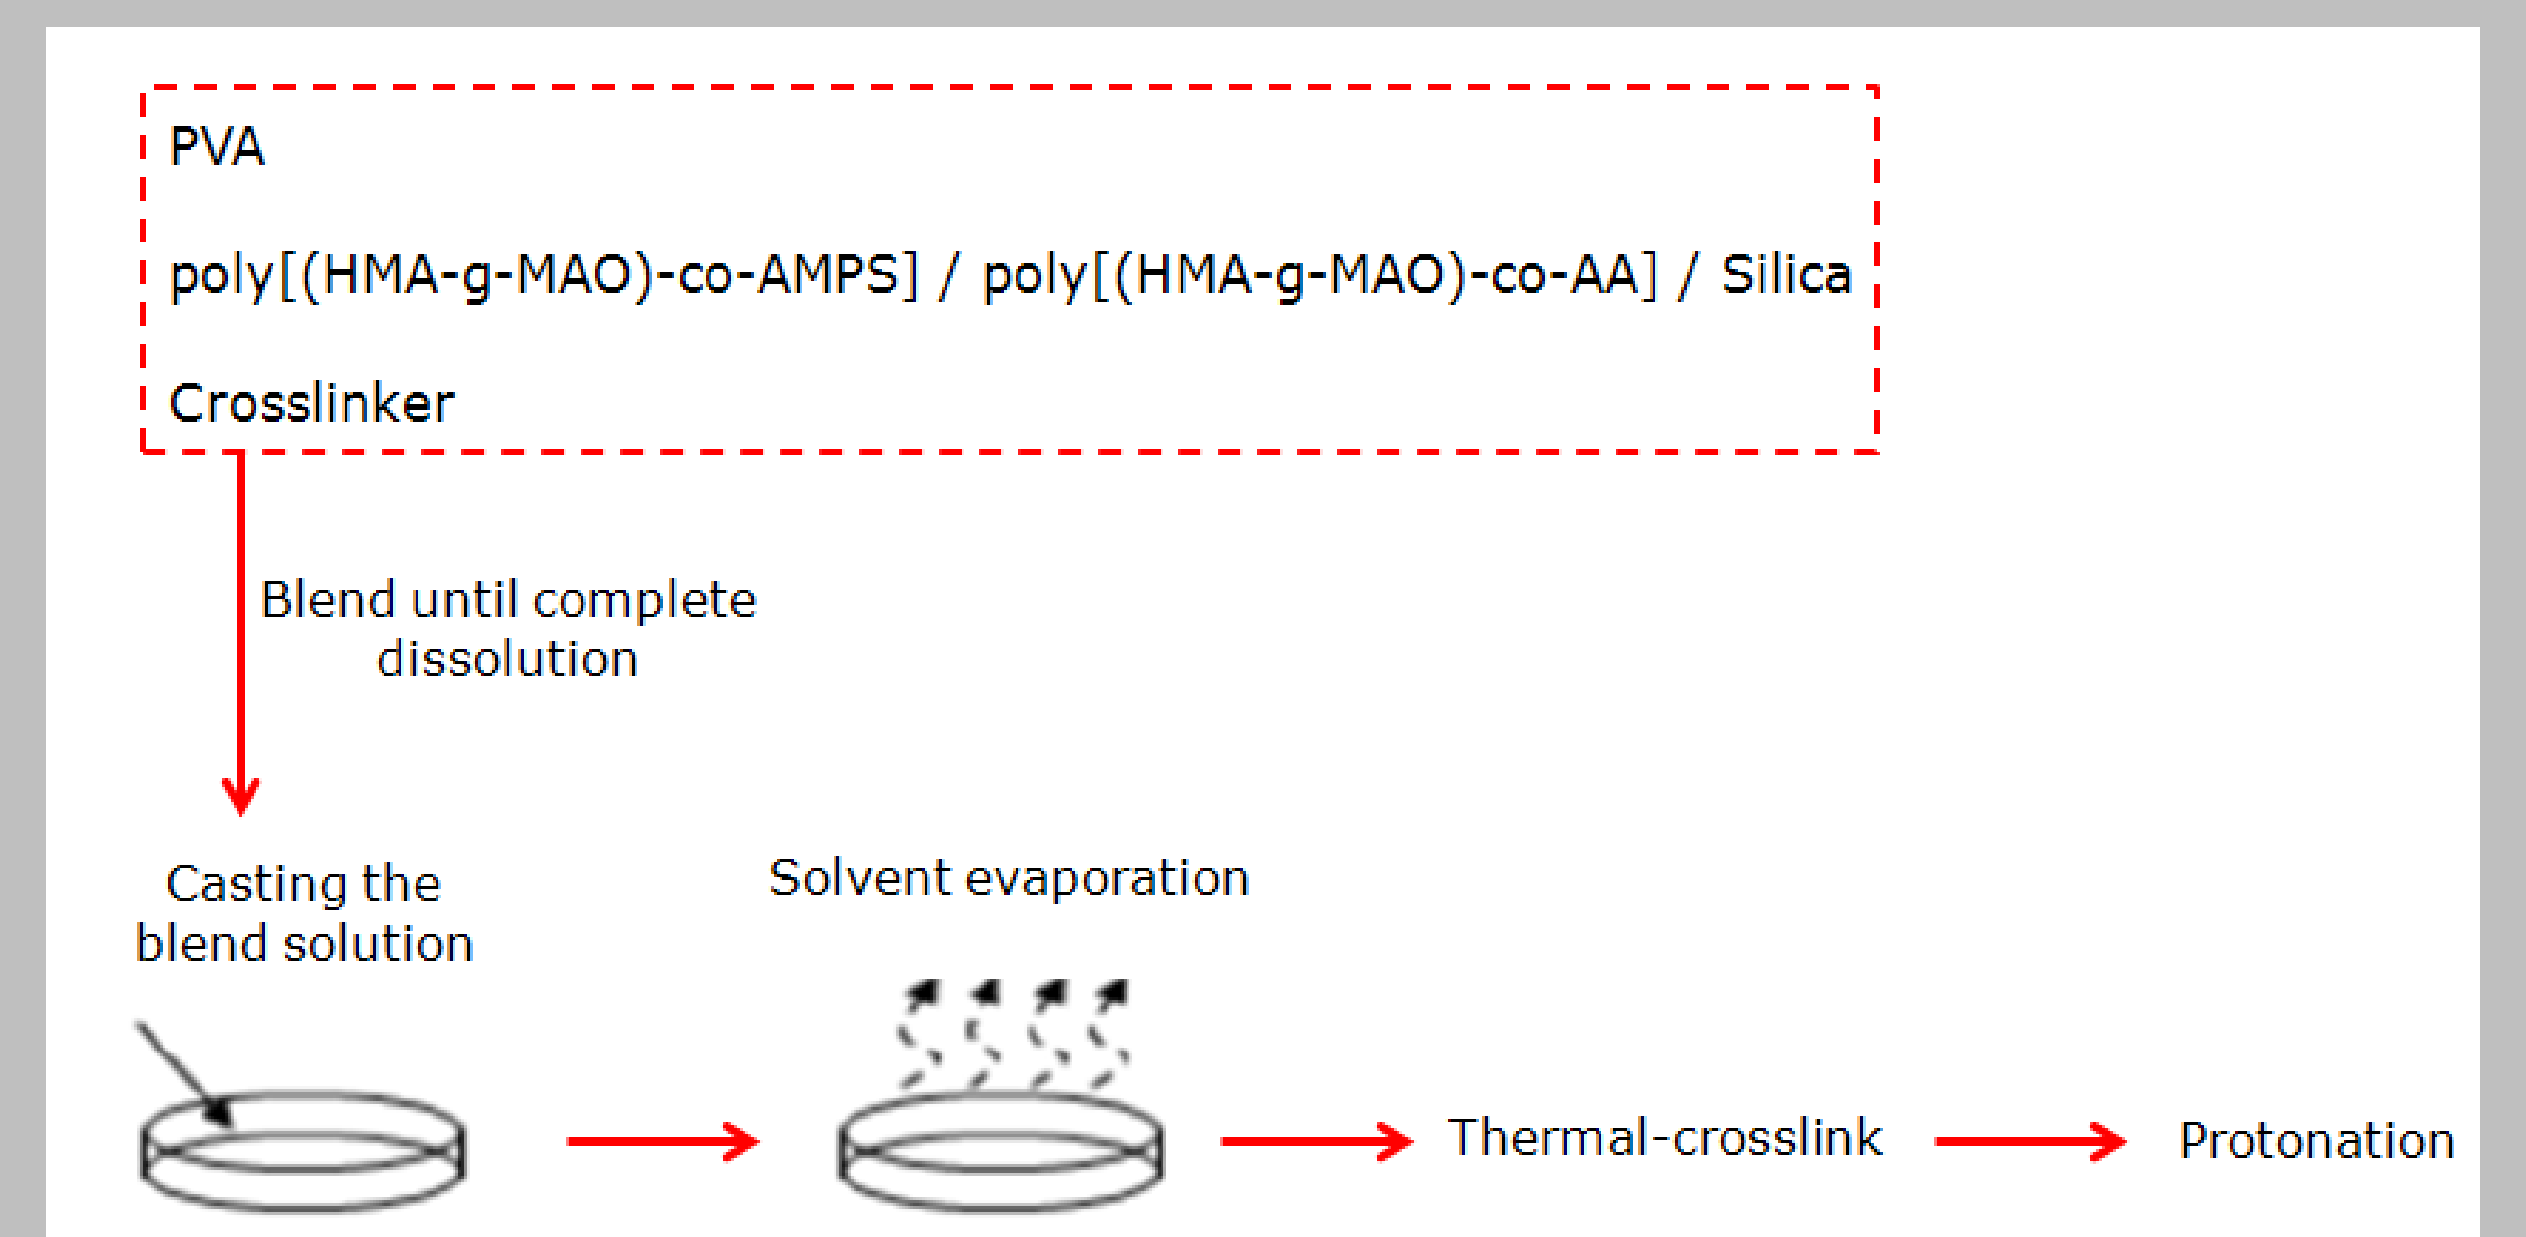 PVA
poly[(HMA-g-MAO)-co-AMPS] / poly[(HMA-g-MAO)-co-AA] / Silica
Crosslinker
Blend until complete
dissolution
Casting the
blend solution
Solvent evaporation
Thermal-crosslink
Protonation